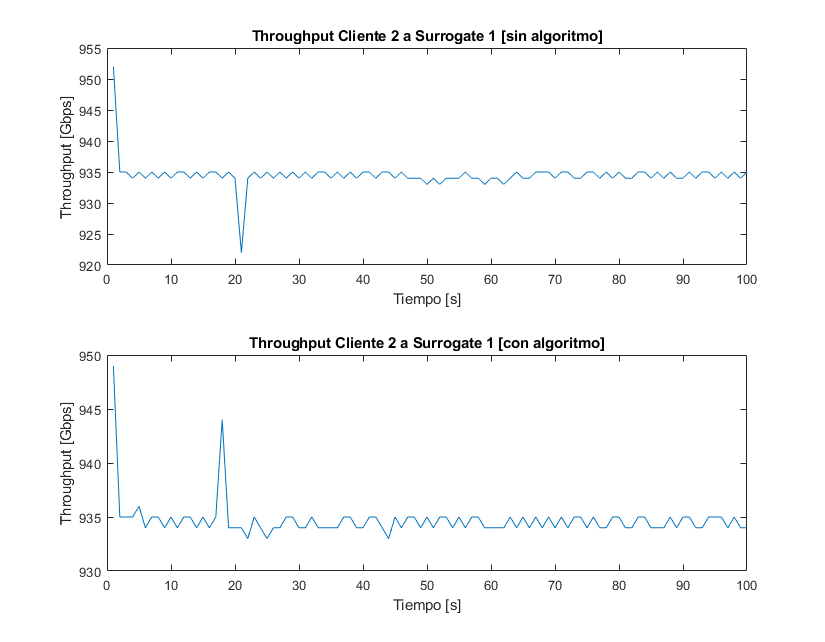 Throughput Cliente 2 a Surrogate 1 [sin algoritmo]
955
950
945
940
935
930
925
920
Throughput [Gbps]
0 10 20 30 40 50 60 70 80 90 100
Tiempo [s]
Throughput Cliente 2 a Surrogate 1 [con algoritmo]
950
945
940
935
930
Throughput [Gbps]
0 10 20 30 40 50 60 70 80 90 100
Tiempo [s]